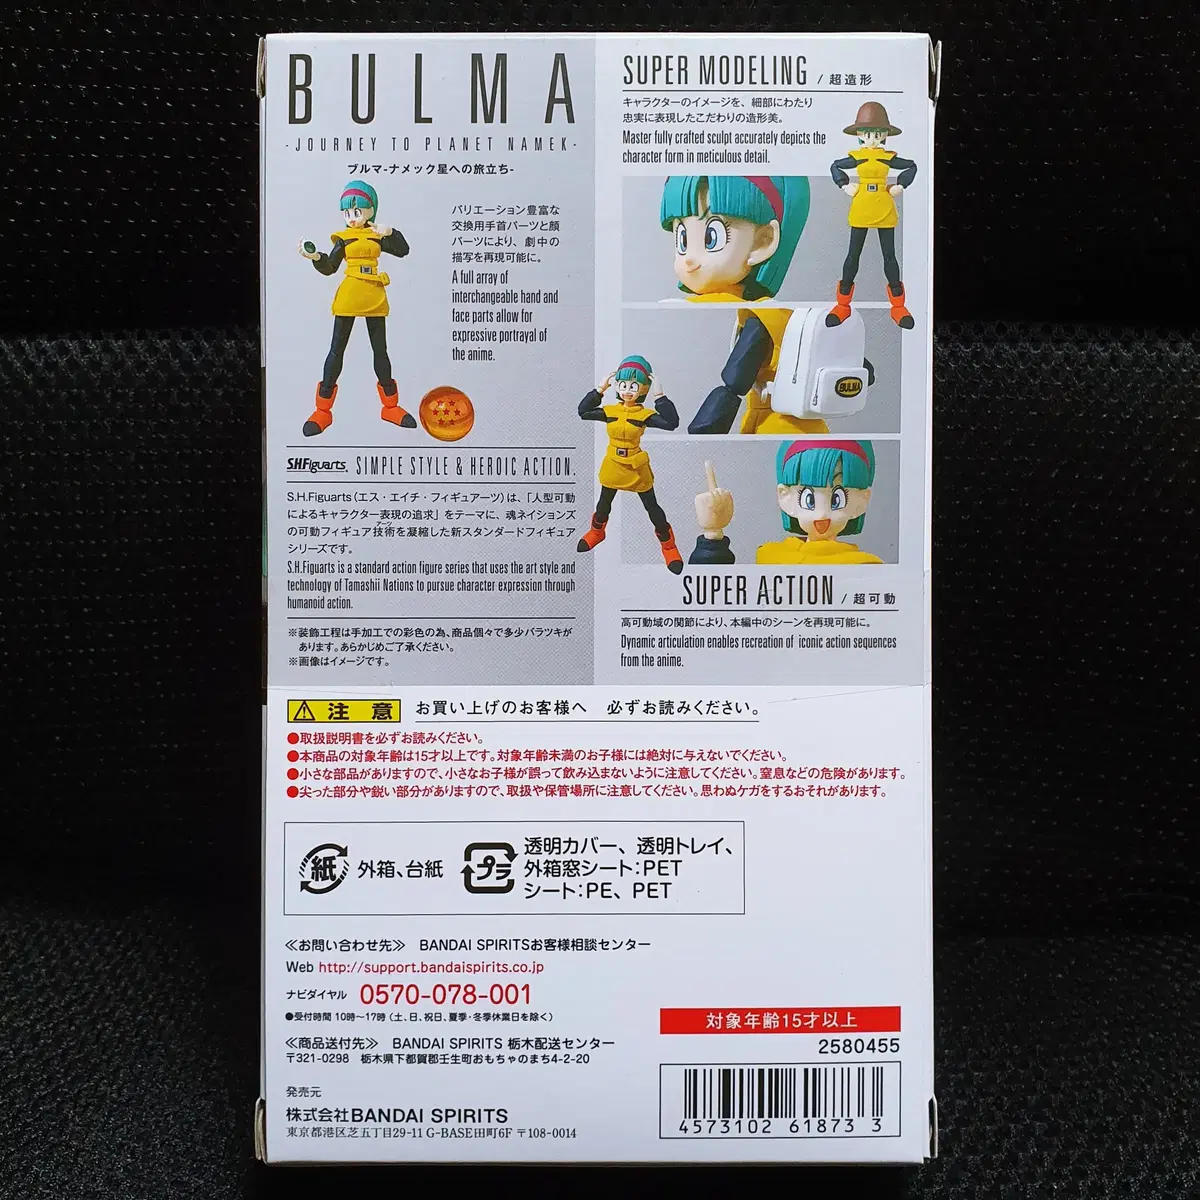 BULMA
-JOURNEY TO PLANET NAMEK-
ブルマ-ナメック星への旅立ち-
バリエーション豊富な
交換用手首パーツと顔
パーツにより、劇中の
描写を再現可能に。
A full array of
interchangeable hand and
face parts allow for
expressive portrayal of
the anime.
S.H.Figuarts. SIMPLE STYLE & HEROIC ACTION.
S.H.Figuarts（エス・エイチ・フィギュアーツ）は、「人型可動
によるキャラクター表現の追求」をテーマに、魂ネイションズ
の可動フィギュア技術を凝縮した新スタンダードフィギュア
アーツ
シリーズです。
S.H.Figuarts is a standard action figure series that uses the art style and
technology of Tamashii Nations to pursue character expression through
humanoid action.
※装飾工程は手加工での彩色の為、商品個々で多少バラツキが
あります。あらかじめご了承ください。
※画像はイメージです。
SUPER MODELING / 超造形
キャラクターのイメージを、細部にわたり
忠実に表現したこだわりの造形美。
Master fully crafted sculpt accurately depicts the
character form in meticulous detail.
BULMA
SUPER ACTION / 超可動
高可動域の関節により、本編中のシーンを再現可能に。
Dynamic articulation enables recreation of iconic action sequences
from the anime.
注意 お買い上げのお客様へ 必ずお読みください。
●取扱説明書を必ずお読みください。
●本商品の対象年齢は15才以上です。対象年齢未満のお子様には絶対に与えないでください。
●小さな部品がありますので、小さなお子様が誤って飲み込まないように注意してください。窒息などの危険があります。
●尖った部分や鋭い部分がありますので、取扱や保管場所に注意してください。思わぬケガをするおそれがあります。
紙 外箱、台紙
プラ 透明カバー、透明トレイ、
外箱窓シート：PET
シート：PE、PET
≪お問い合わせ先≫ BANDAI SPIRITSお客様相談センター
Web http://support.bandaispirits.co.jp
ナビダイヤル 0570-078-001
●受付時間 10時～17時（土、日、祝日、夏季・冬季休業日を除く）
≪商品送付先≫ BANDAI SPIRITS 栃木配送センター
〒321-0298 栃木県下都賀郡壬生町おもちゃのまち4-2-20
発売元
株式会社BANDAI SPIRITS
東京都港区芝五丁目29-11 G-BASE田町6F 〒108-0014
対象年齢15才以上
2580455
4573102 61873 3